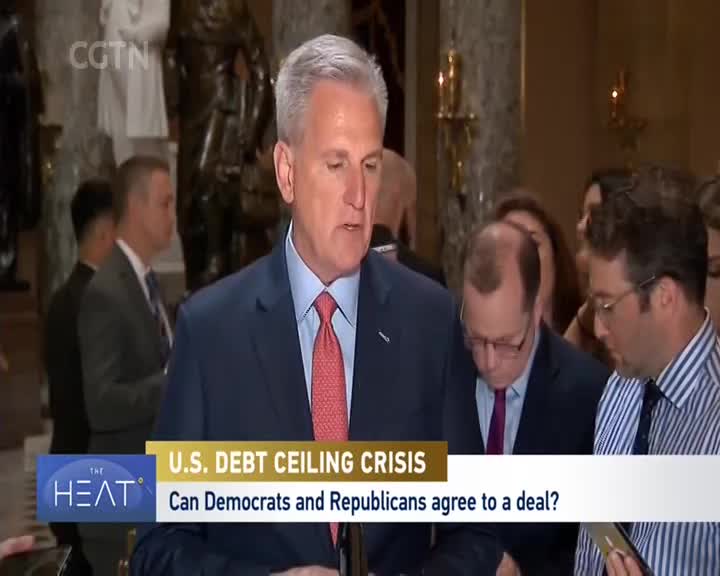 CGTN
U.S. DEBT CEILING CRISIS
THE
HEAT
Can Democrats and Republicans agree to a deal?